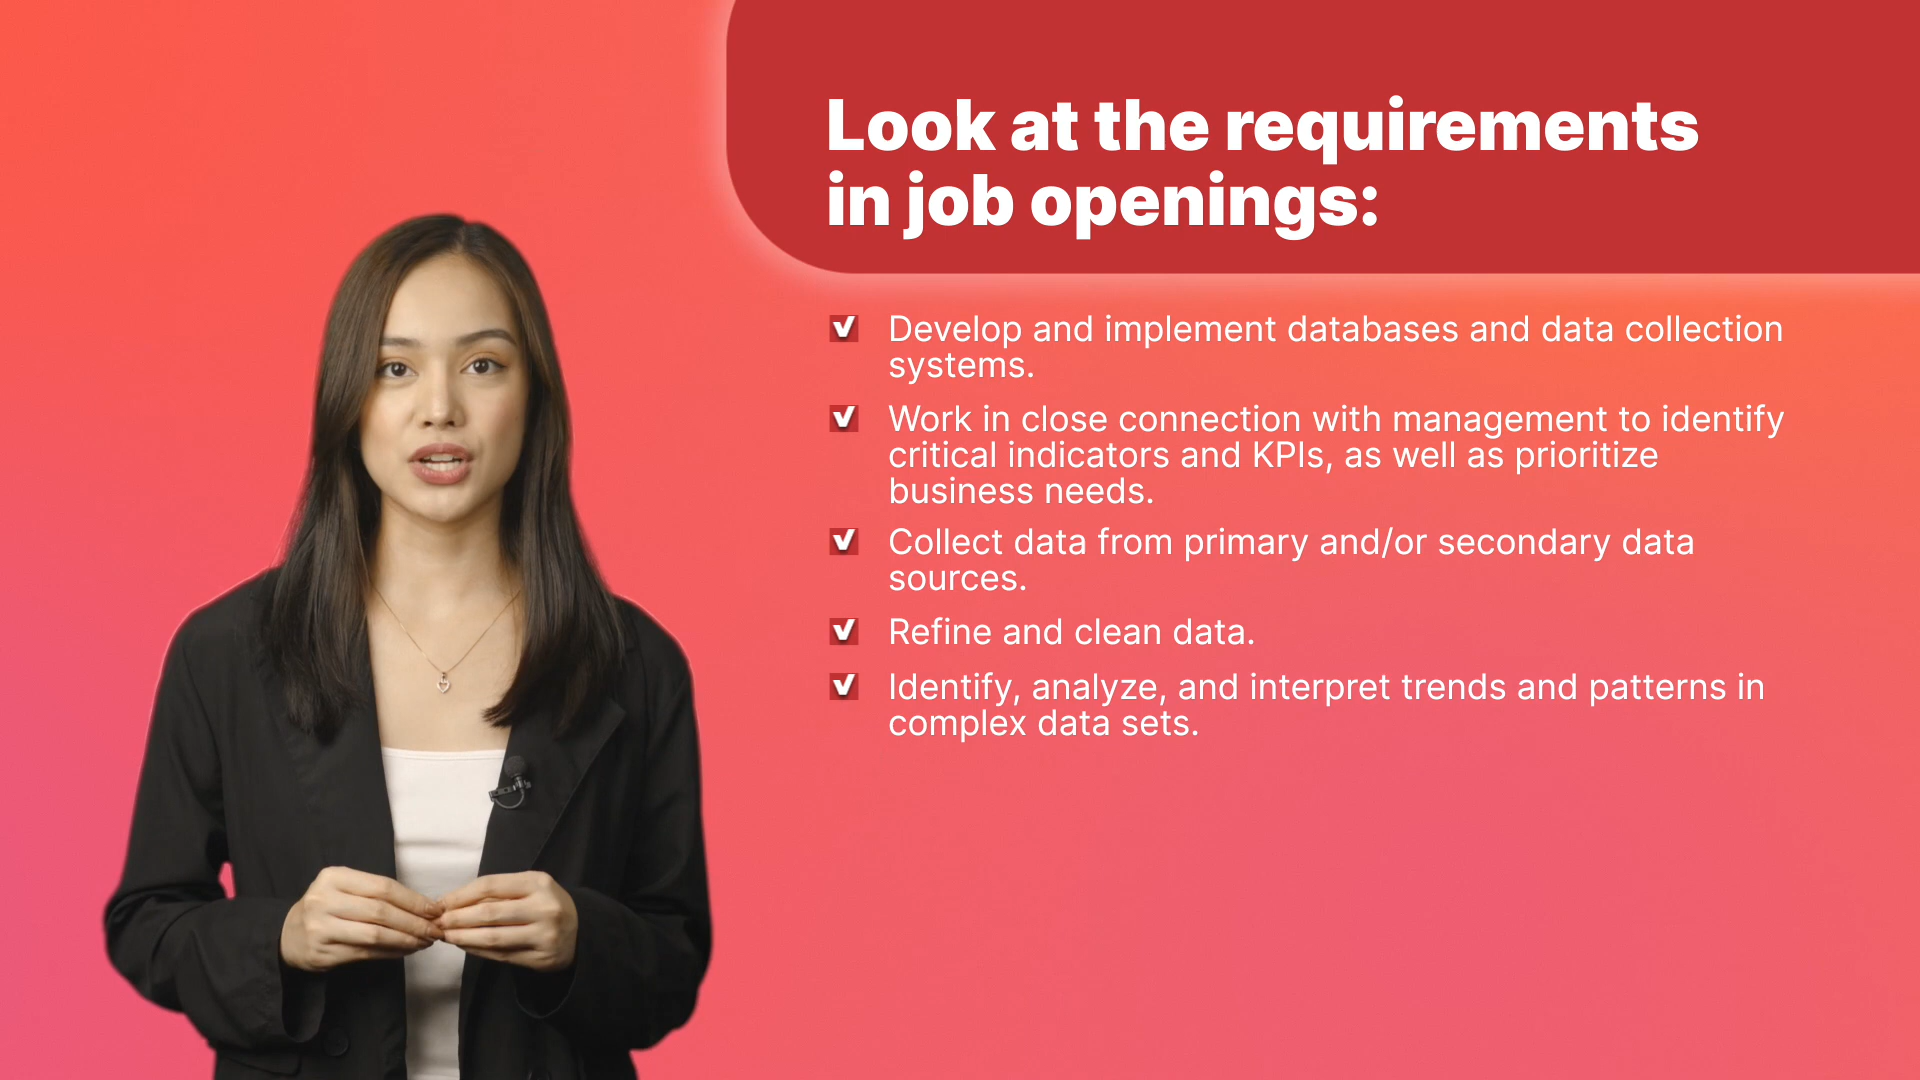 Look at the requirements
in job openings:
Develop and implement databases and data collection
systems.
Work in close connection with management to identify
critical indicators and KPIs, as well as prioritize
business needs.
Collect data from primary and/or secondary data
sources.
Refine and clean data.
Identify, analyze, and interpret trends and patterns in
complex data sets.